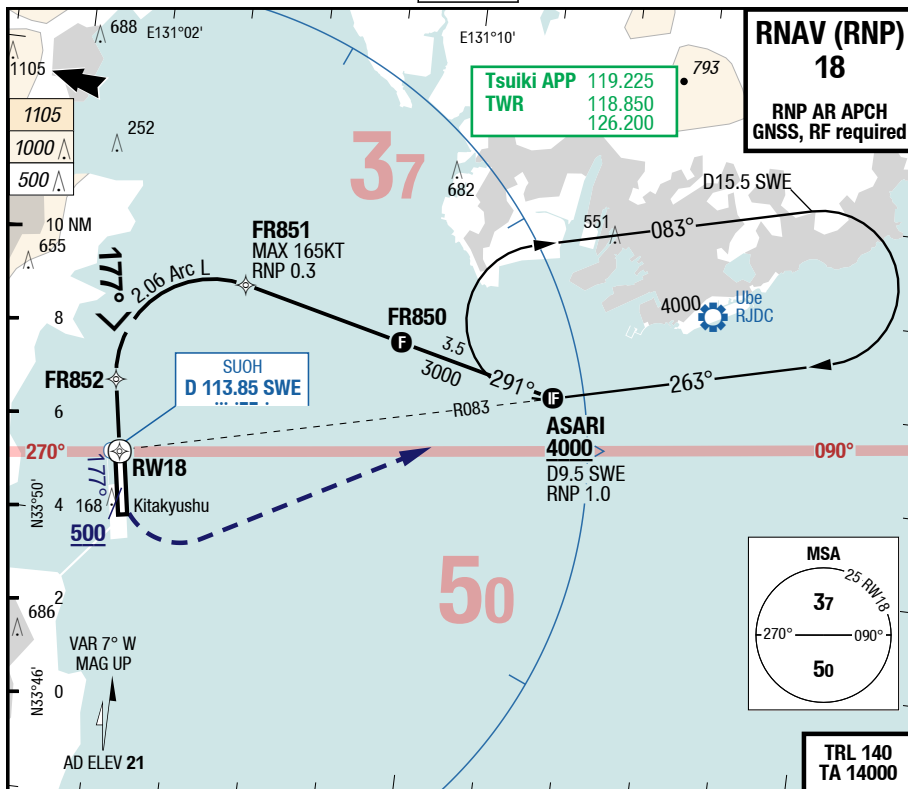 688
E131°02'
E131°10'
RNAV (RNP)
18
RNP AR APCH
GNSS, RF required
Tsuiki APP 119.225
TWR 118.850
126.200
793
1105
1105
1000
500
252
37
682
D15.5 SWE
10 NM
655
FR851
MAX 165KT
RNP 0.3
551
083°
177°
2.06 Arc L
4000
Ube
RJDC
8
FR850
3.5
3000
FR852
SUOH
D 113.85 SWE
291°
263°
6
R083
IF
F
ASARI
4000
D9.5 SWE
RNP 1.0
270°
090°
RW18
177°
N33°50'
4
168
Kitakyushu
500
50
MSA
25 RW18
37
270°
090°
50
2
686
VAR 7° W
MAG UP
N33°46'
0
AD ELEV 21
TRL 140
TA 14000